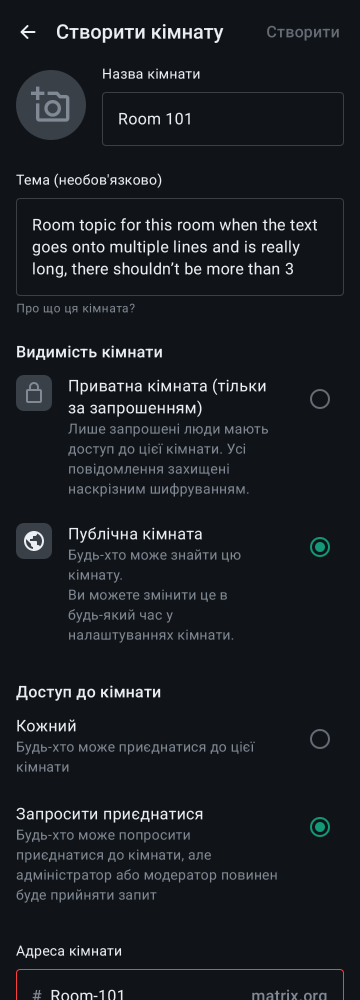 Створити кімнату
Створити
Назва кімнати
Room 101
Тема (необов'язково)
Room topic for this room when the text
goes onto multiple lines and is really
long, there shouldn’t be more than 3
Про що ця кімната?
Видимість кімнати
Приватна кімната (тільки
за запрошенням)
Лише запрошені люди мають
доступ до цієї кімнати. Усі
повідомлення захищені
наскрізним шифруванням.
Публічна кімната
Будь-хто може знайти цю
кімнату.
Ви можете змінити це в
будь-який час у
налаштуваннях кімнати.
Доступ до кімнати
Кожний
Будь-хто може приєднатися до цієї
кімнати
Запросити приєднатися
Будь-хто може попросити
приєднатися до кімнати, але
адміністратор або модератор повинен
буде прийняти запит
Адреса кімнати
# Room-101 matrix.org